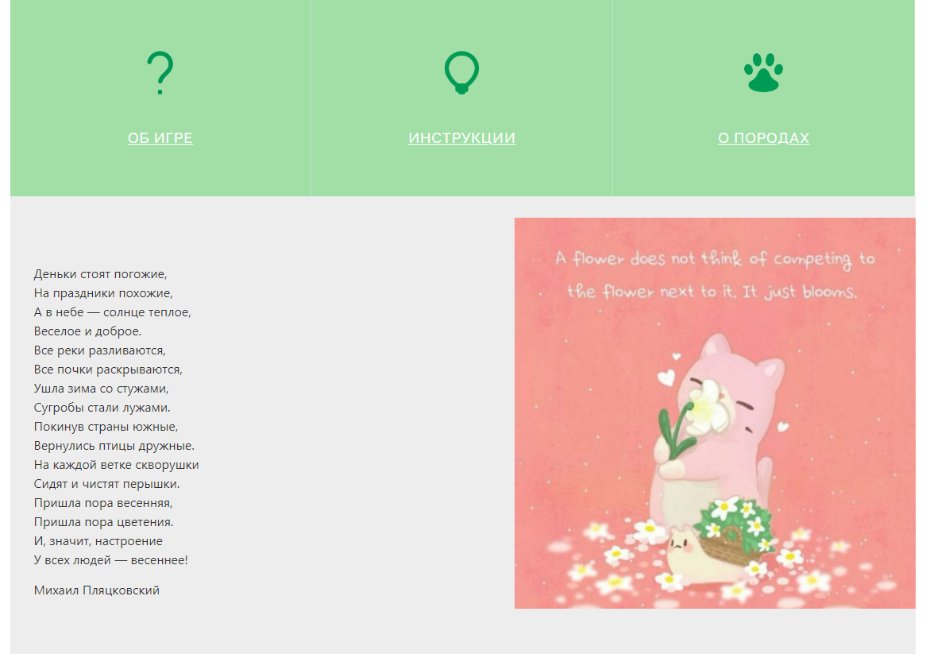 ОБ ИГРЕ
ИНСТРУКЦИИ
О ПОРОДАХ
Деньки стоят погожие,
На праздники похожие,
А в небе — солнце теплое,
Веселое и доброе.
Все реки разливаются,
Все почки раскрываются,
Ушла зима со стужами,
Сугробы стали лужами.
Покинув страны южные,
Вернулись птицы дружные.
На каждой ветке скворушки
Сидят и чистят перышки.
Пришла пора весенняя,
Пришла пора цветения.
И, значит, настроение
У всех людей — весеннее!
Михаил Пляцковский
A flower does not think of competing to
the flower next to it. It just blooms.